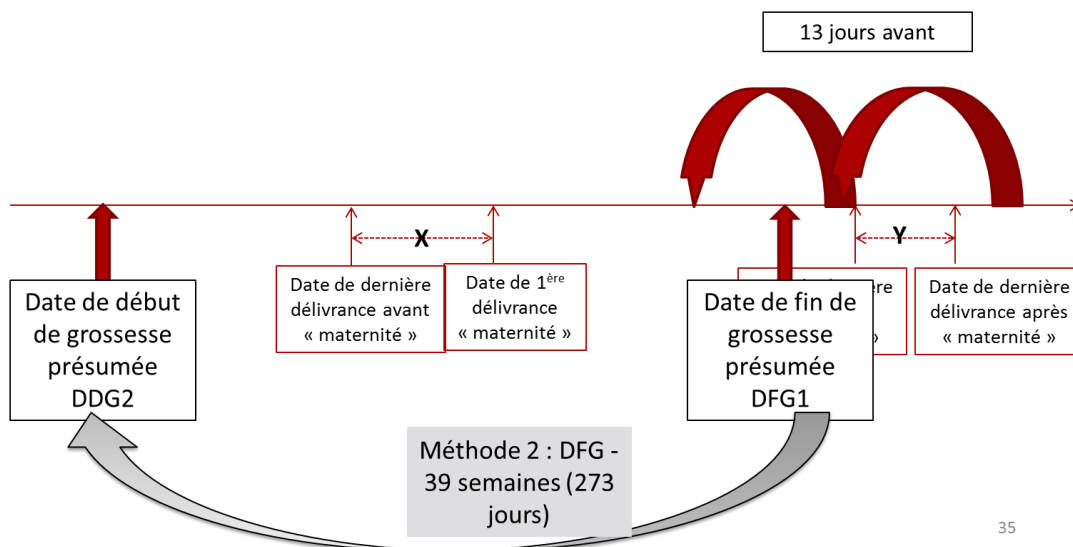 13 jours avant
X
Y
Date de début
de grossesse
présumée
DDG2
Date de dernière
délivrance avant
« maternité »
Date de 1ère
délivrance
« maternité »
Date de fin de
grossesse
présumée
DFG1
Date de dernière
délivrance après
« maternité »
Méthode 2 : DFG -
39 semaines (273
jours)
35